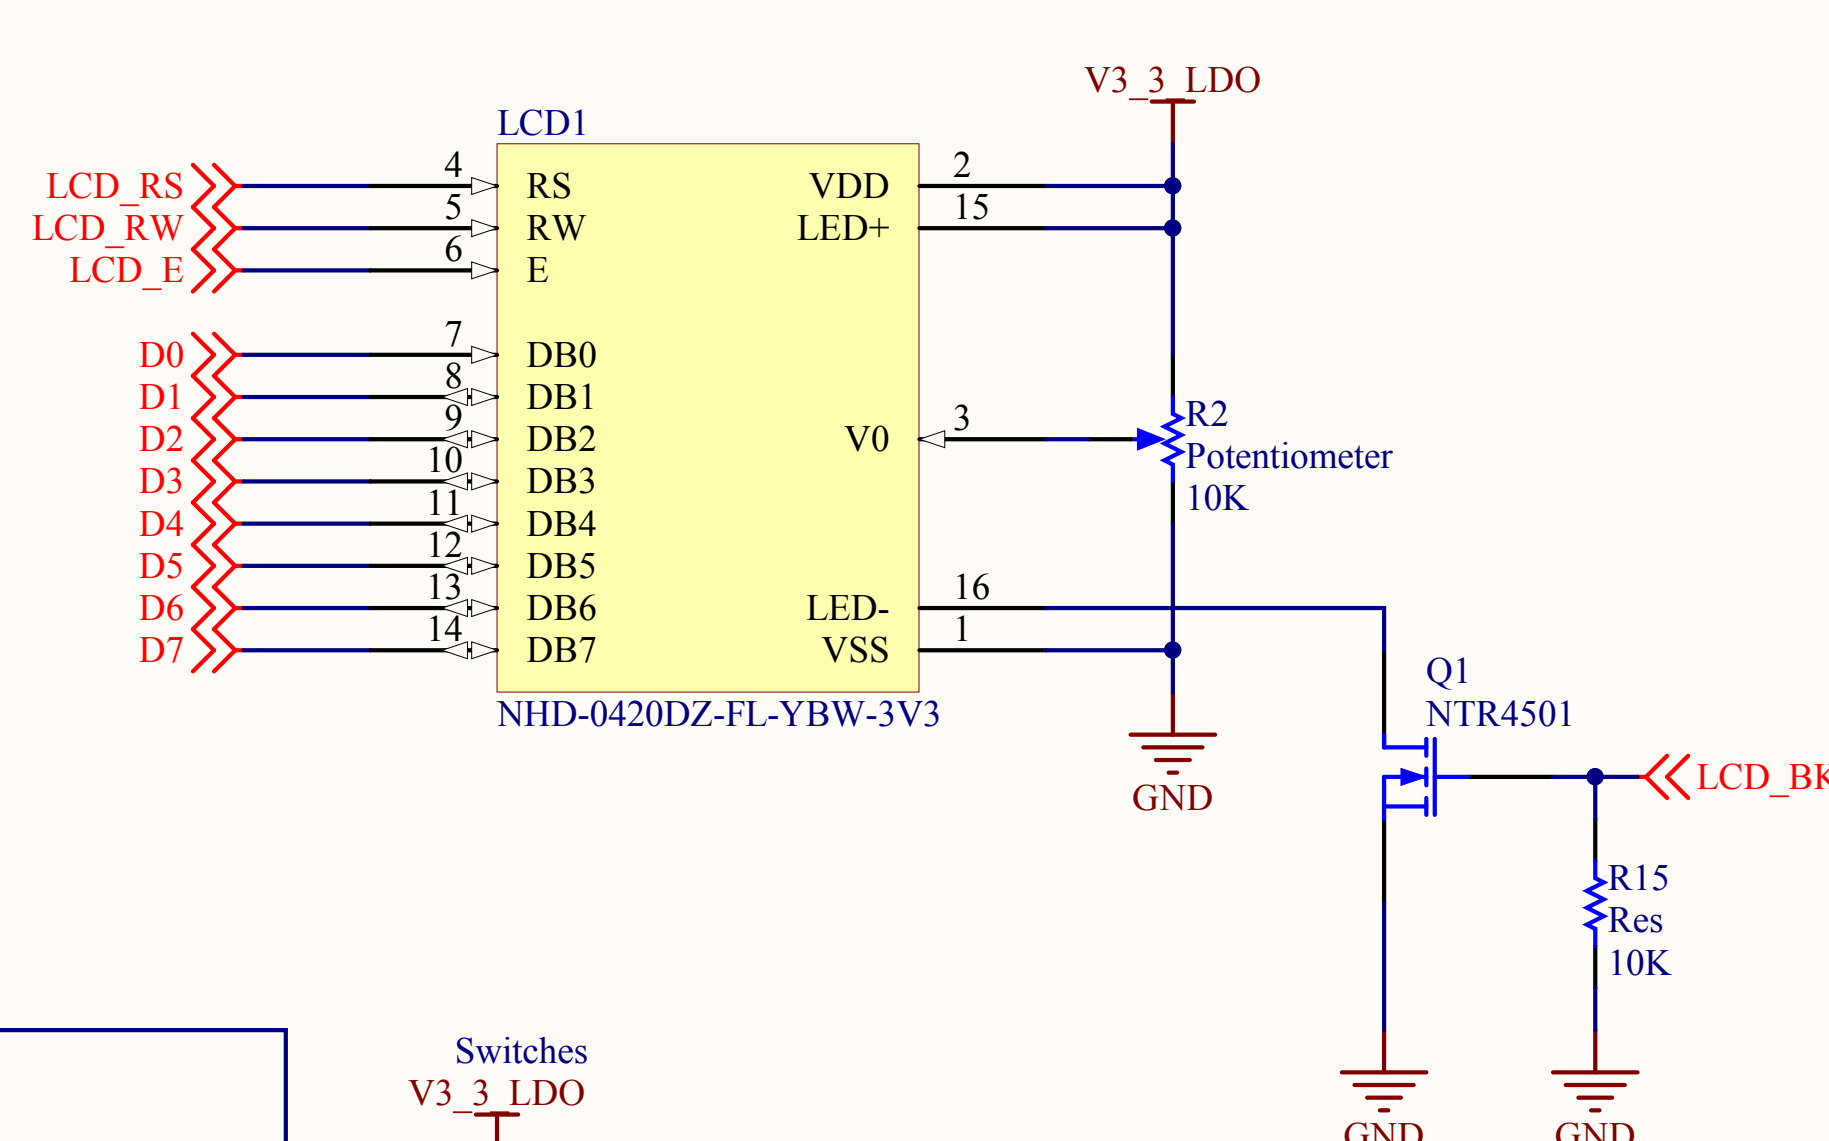 V3_3_LDO
LCD1
LCD_RS
4
RS
VDD
2
LCD_RW
5
RW
LED+
15
LCD_E
6
E
D0
7
DB0
D1
8
DB1
D2
9
DB2
V0
3
R2
Potentiometer
10K
D3
10
DB3
D4
11
DB4
D5
12
DB5
D6
13
DB6
LED-
16
D7
14
DB7
VSS
1
NHD-0420DZ-FL-YBW-3V3
GND
Q1
NTR4501
LCD_BK
R15
Res
10K
GND
GND
Switches
V3_3_LDO